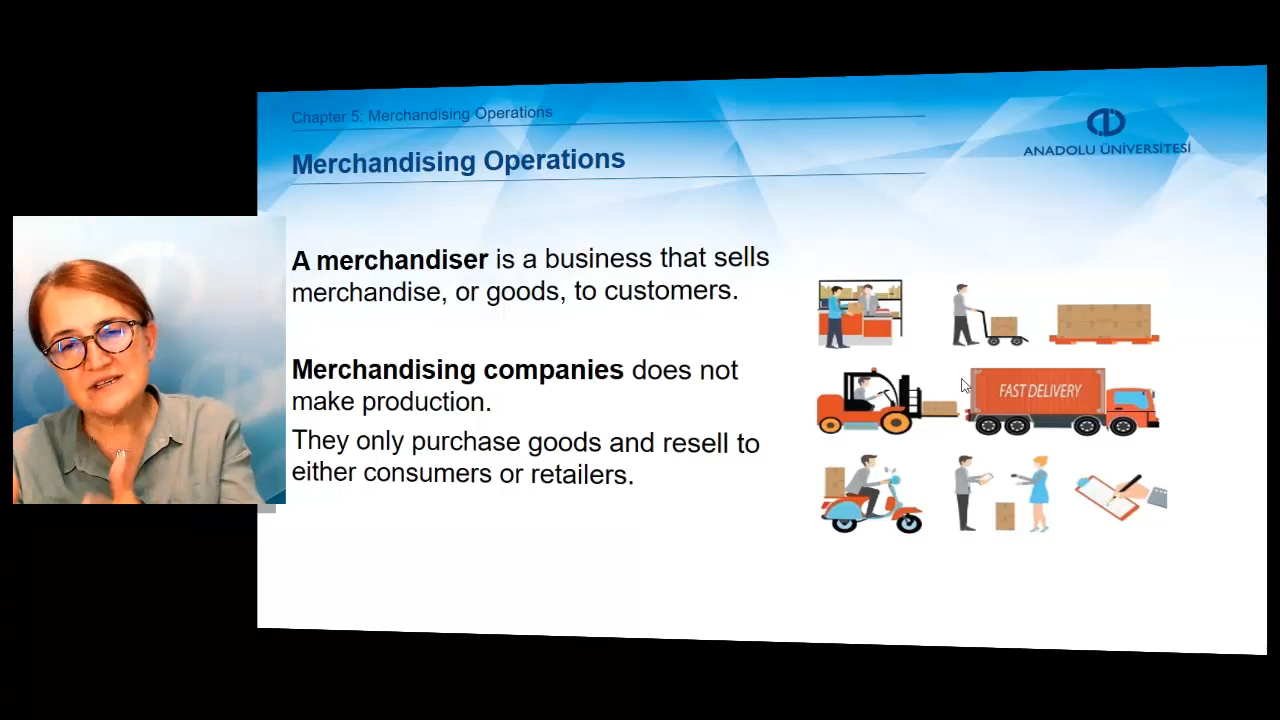 Chapter 5: Merchandising Operations
Merchandising Operations
ANADOLU ÜNİVERSİTESİ
A merchandiser is a business that sells
merchandise, or goods, to customers.
Merchandising companies does not
make production.
They only purchase goods and resell to
either consumers or retailers.
FAST DELIVERY